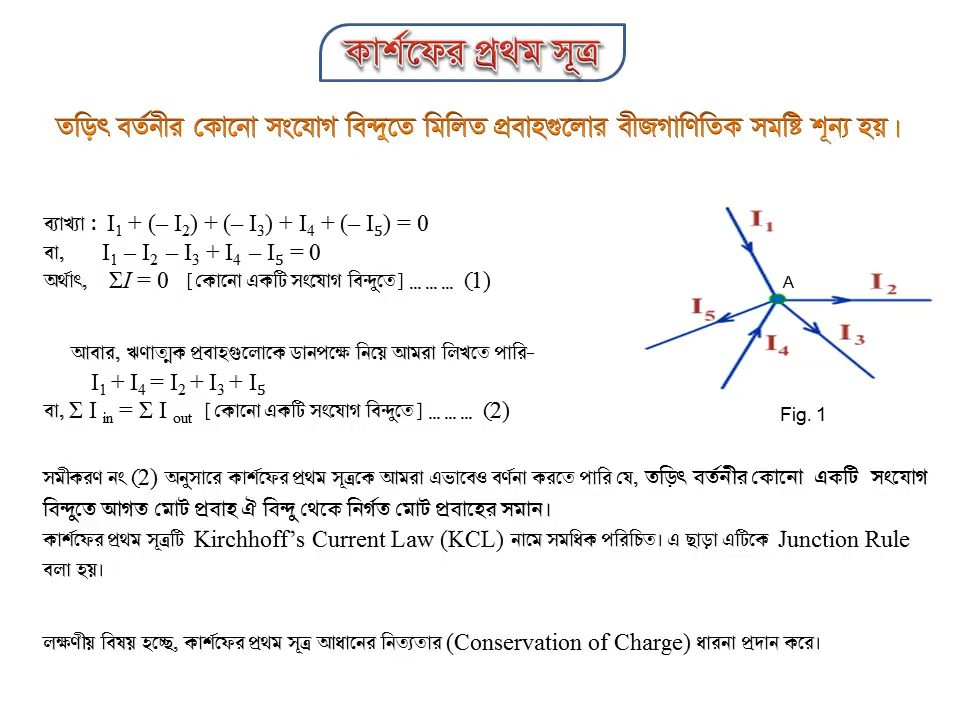 কার্শফের প্রথম সূত্র
তড়িৎ বর্তনীর কোনো সংযোগ বিন্দুতে মিলিত প্রবাহগুলোর বীজগাণিতিক সমষ্টি শূন্য হয়।
ব্যাখ্যা : I₁ + (– I₂) + (– I₃) + I₄ + (– I₅) = 0
বা, I₁ – I₂ – I₃ + I₄ – I₅ = 0
অর্থাৎ, ΣI = 0 [কোনো একটি সংযোগ বিন্দুতে] ... ... ... (1)
আবার, ঋণাত্মক প্রবাহগুলোকে ডানপক্ষে নিয়ে আমরা লিখতে পারি–
I₁ + I₄ = I₂ + I₃ + I₅
বা, Σ I in = Σ I out [কোনো একটি সংযোগ বিন্দুতে] ... ... ... (2)
I₁
A
I₂
I₅
I₃
I₄
Fig. 1
সমীকরণ নং (2) অনুসারে কার্শফের প্রথম সূত্রকে আমরা এভাবেও বর্ণনা করতে পারি যে, তড়িৎ বর্তনীর কোনো একটি সংযোগ
বিন্দুতে আগত মোট প্রবাহ ঐ বিন্দু থেকে নির্গত মোট প্রবাহের সমান।
কার্শফের প্রথম সূত্রটি Kirchhoff’s Current Law (KCL) নামে সমধিক পরিচিত। এ ছাড়া এটিকে Junction Rule
বলা হয়।
লক্ষণীয় বিষয় হচ্ছে, কার্শফের প্রথম সূত্র আধানের নিত্যতার (Conservation of Charge) ধারনা প্রদান করে।